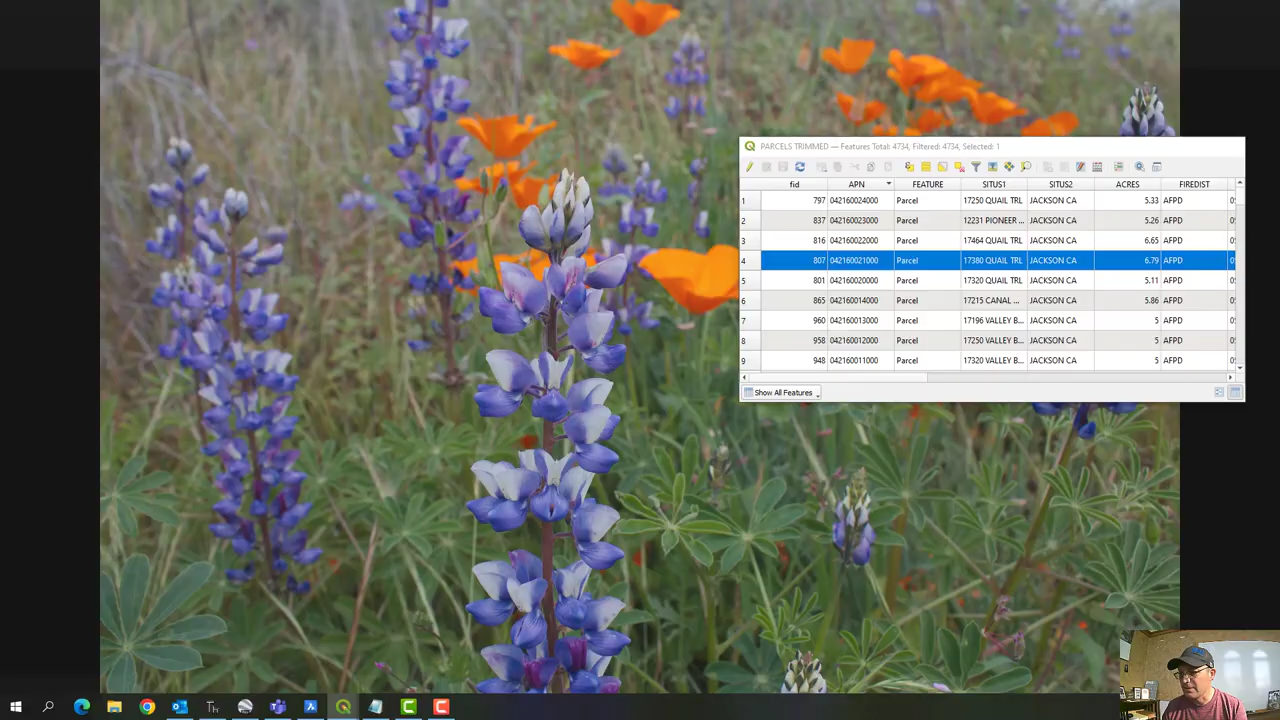 PARCELS TRIMMED — Features Total: 4734, Filtered: 4734, Selected: 1
fid APN FEATURE SITUS1 SITUS2 ACRES FIREDIST
1 797 042160024000 Parcel 17250 QUAIL TRL JACKSON CA 5.33 AFPD
2 837 042160023000 Parcel 12231 PIONEER ... JACKSON CA 5.26 AFPD
3 816 042160022000 Parcel 17464 QUAIL TRL JACKSON CA 6.65 AFPD
4 807 042160021000 Parcel 17380 QUAIL TRL JACKSON CA 6.79 AFPD
5 801 042160020000 Parcel 17320 QUAIL TRL JACKSON CA 5.11 AFPD
6 865 042160014000 Parcel 17215 CANAL ... JACKSON CA 5.86 AFPD
7 960 042160013000 Parcel 17196 VALLEY B... JACKSON CA 5 AFPD
8 958 042160012000 Parcel 17250 VALLEY B... JACKSON CA 5 AFPD
9 948 042160011000 Parcel 17320 VALLEY B... JACKSON CA 5 AFPD
Show All Features